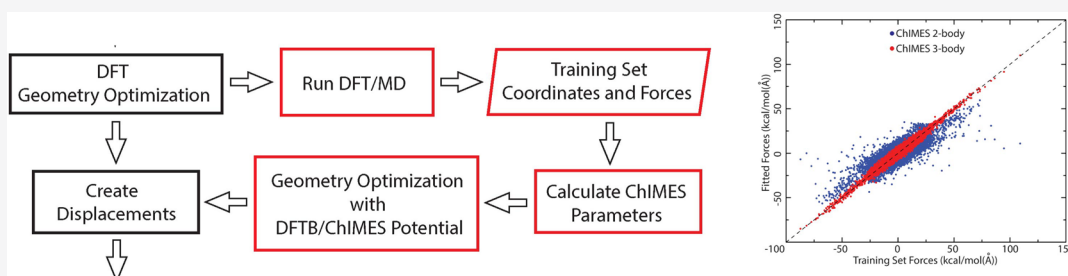 DFT
Geometry Optimization
Run DFT/MD
Training Set
Coordinates and Forces
Create
Displacements
Geometry Optimization
with
DFTB/ChIMES Potential
Calculate ChIMES
Parameters
ChIMES 2-body
ChIMES 3-body
Fitted Forces (kcal/mol(Å))
150
100
50
0
-50
-100
-50
0
50
100
15
Training Set Forces (kcal/mol(Å))